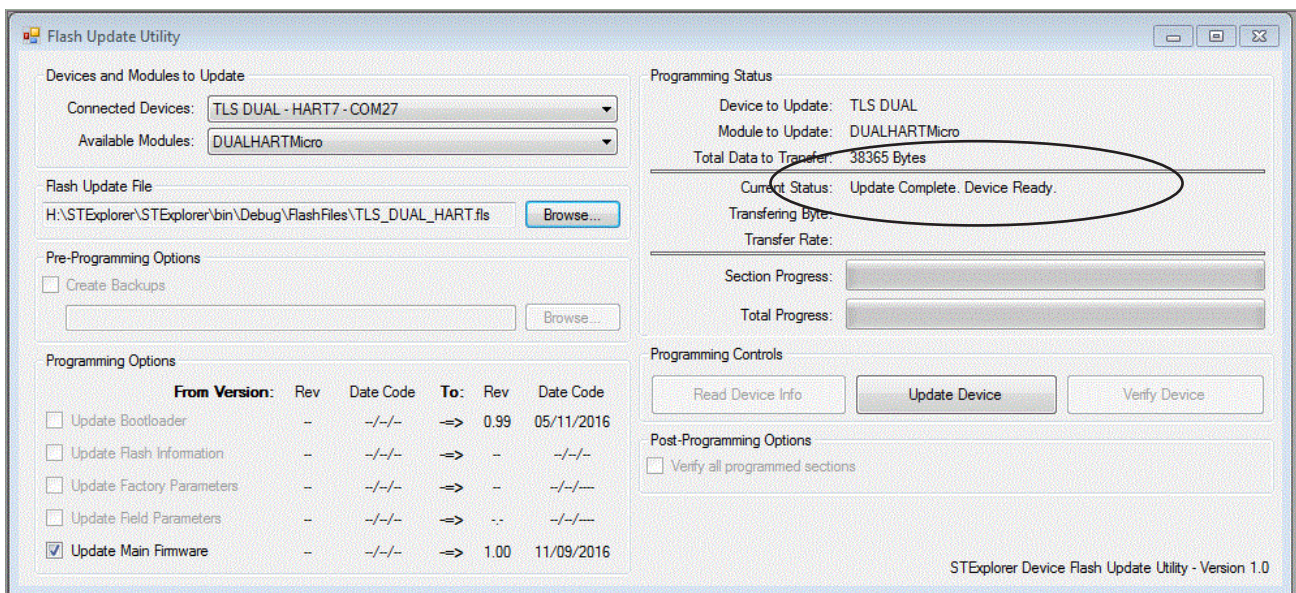 Flash Update Utility
Devices and Modules to Update
Connected Devices: TLS DUAL - HART7 - COM27
Available Modules: DUALHARTMicro
Flash Update File
H:\STExplorer\STExplorer\bin\Debug\FlashFiles\TLS_DUAL_HART.fls Browse...
Pre-Programming Options
Create Backups
Browse...
Programming Options
From Version: Rev Date Code To: Rev Date Code
Update Bootloader -- --/--/-- -=> 0.99 05/11/2016
Update Flash Information -- --/--/-- -=> -- --/--/--
Update Factory Parameters -- --/--/-- -=> -- --/--/----
Update Field Parameters -- --/--/-- -=> -.- --/--/----
Update Main Firmware -- --/--/-- -=> 1.00 11/09/2016
Programming Status
Device to Update: TLS DUAL
Module to Update: DUALHARTMicro
Total Data to Transfer: 38365 Bytes
Current Status: Update Complete. Device Ready.
Transfering Byte:
Transfer Rate:
Section Progress:
Total Progress:
Programming Controls
Read Device Info Update Device Verify Device
Post-Programming Options
Verify all programmed sections
STExplorer Device Flash Update Utility - Version 1.0